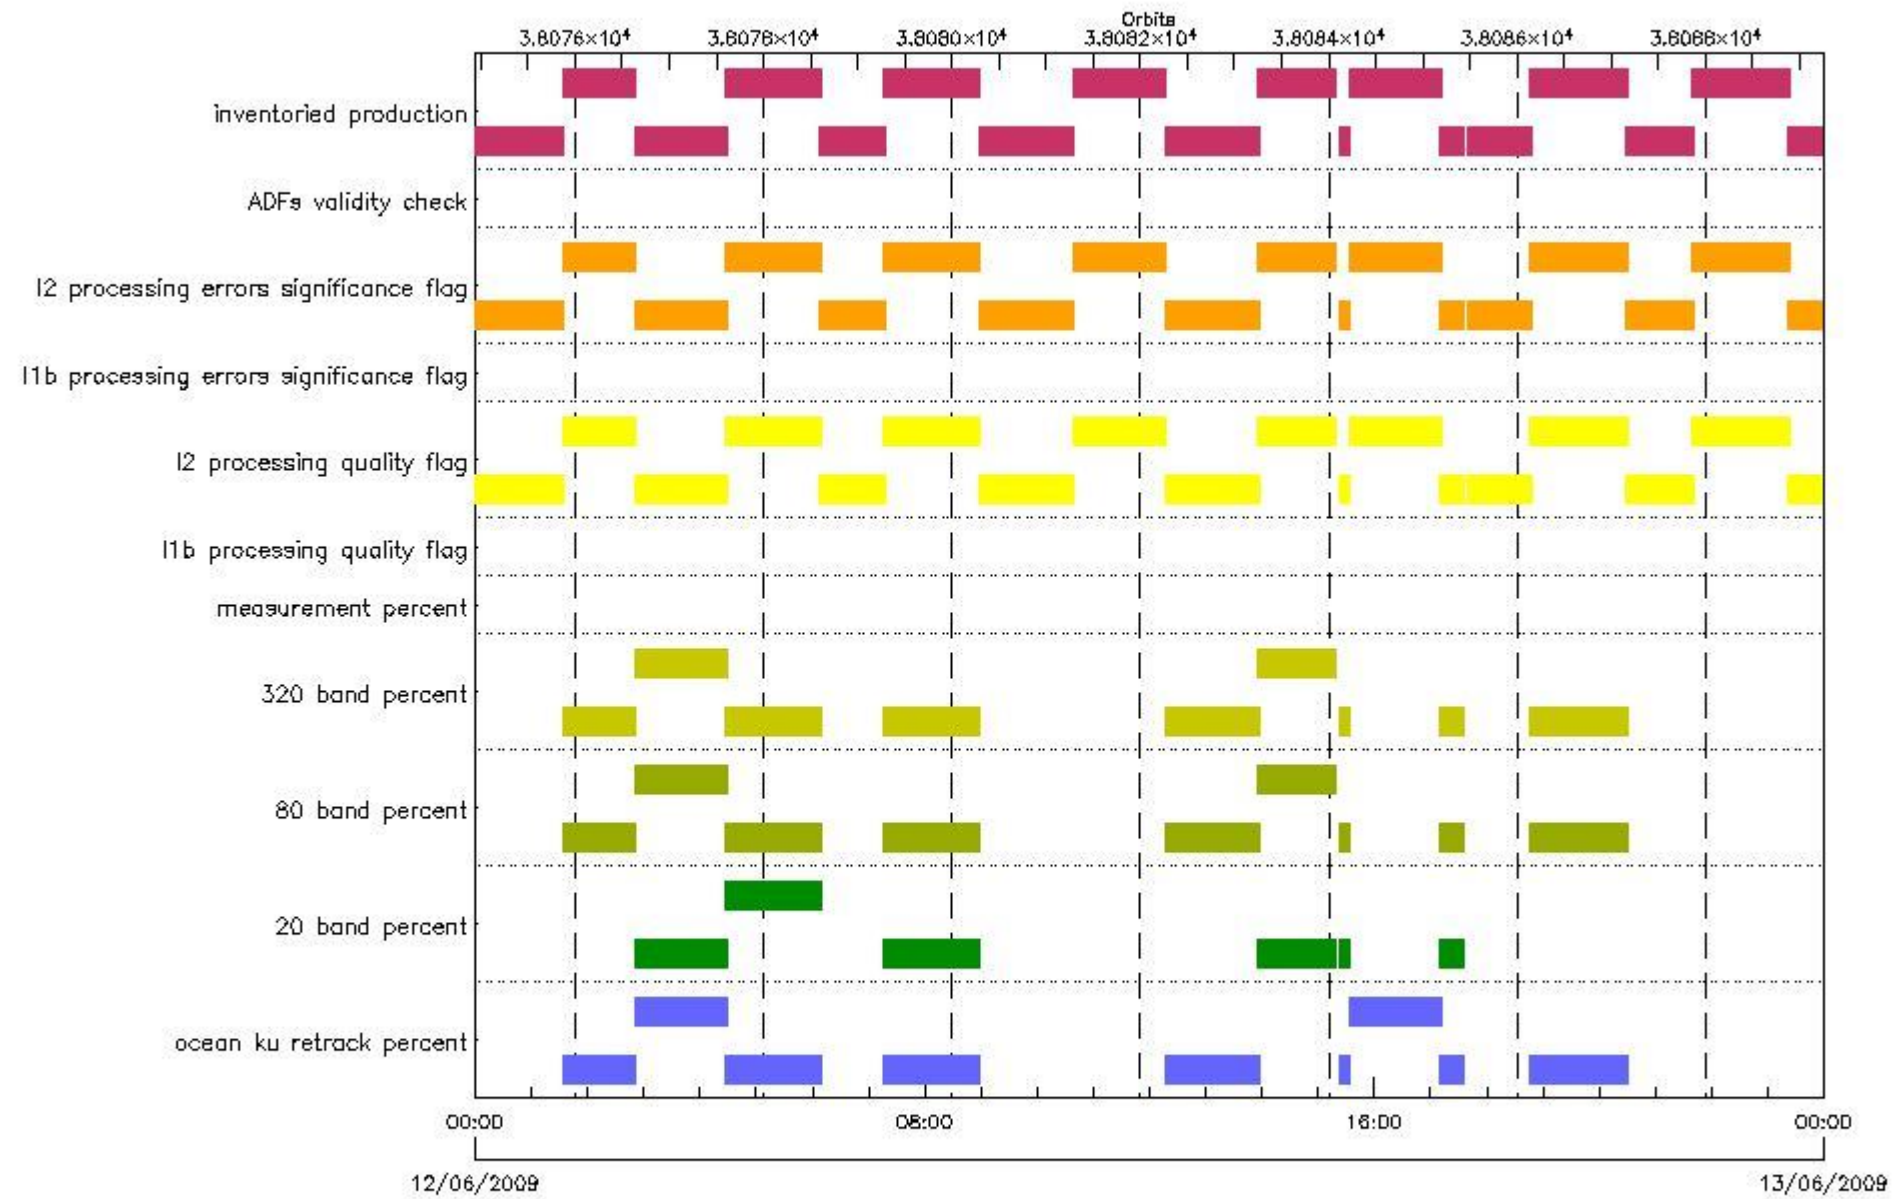 Orbits
3.8076×10⁴ 3.8078×10⁴ 3.8080×10⁴ 3.8082×10⁴ 3.8084×10⁴ 3.8086×10⁴ 3.8088×10⁴
inventoried production
ADFs validity check
l2 processing errors significance flag
l1b processing errors significance flag
l2 processing quality flag
l1b processing quality flag
measurement percent
320 band percent
80 band percent
20 band percent
ocean ku retrack percent
00:00 08:00 16:00 00:00
12/06/2009 13/06/2009